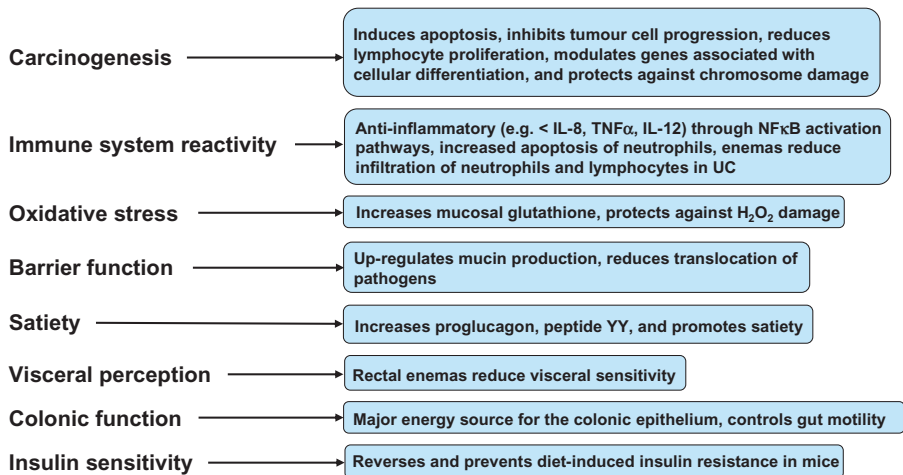 Carcinogenesis
Induces apoptosis, inhibits tumour cell progression, reduces
lymphocyte proliferation, modulates genes associated with
cellular differentiation, and protects against chromosome damage
Immune system reactivity
Anti-inflammatory (e.g. < IL-8, TNFα, IL-12) through NFκB activation
pathways, increased apoptosis of neutrophils, enemas reduce
infiltration of neutrophils and lymphocytes in UC
Oxidative stress
Increases mucosal glutathione, protects against H₂O₂ damage
Barrier function
Up-regulates mucin production, reduces translocation of
pathogens
Satiety
Increases proglucagon, peptide YY, and promotes satiety
Visceral perception
Rectal enemas reduce visceral sensitivity
Colonic function
Major energy source for the colonic epithelium, controls gut motility
Insulin sensitivity
Reverses and prevents diet-induced insulin resistance in mice